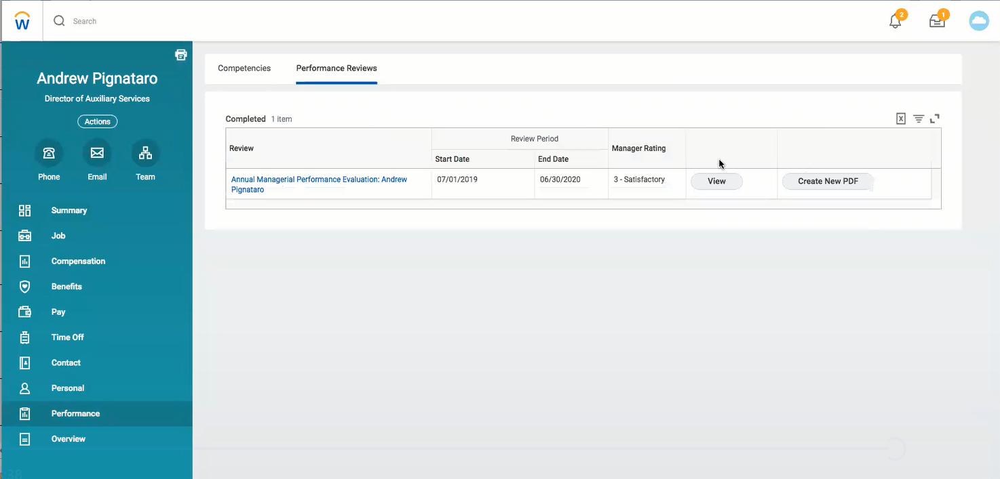 W
Search
2
1
Andrew Pignataro
Director of Auxiliary Services
Actions
Phone
Email
Team
Summary
Job
Compensation
Benefits
Pay
Time Off
Contact
Personal
Performance
Overview
Competencies
Performance Reviews
Completed 1 item
Review
Review Period
Start Date
End Date
Manager Rating
Annual Managerial Performance Evaluation: Andrew
Pignataro
07/01/2019
06/30/2020
3 - Satisfactory
View
Create New PDF